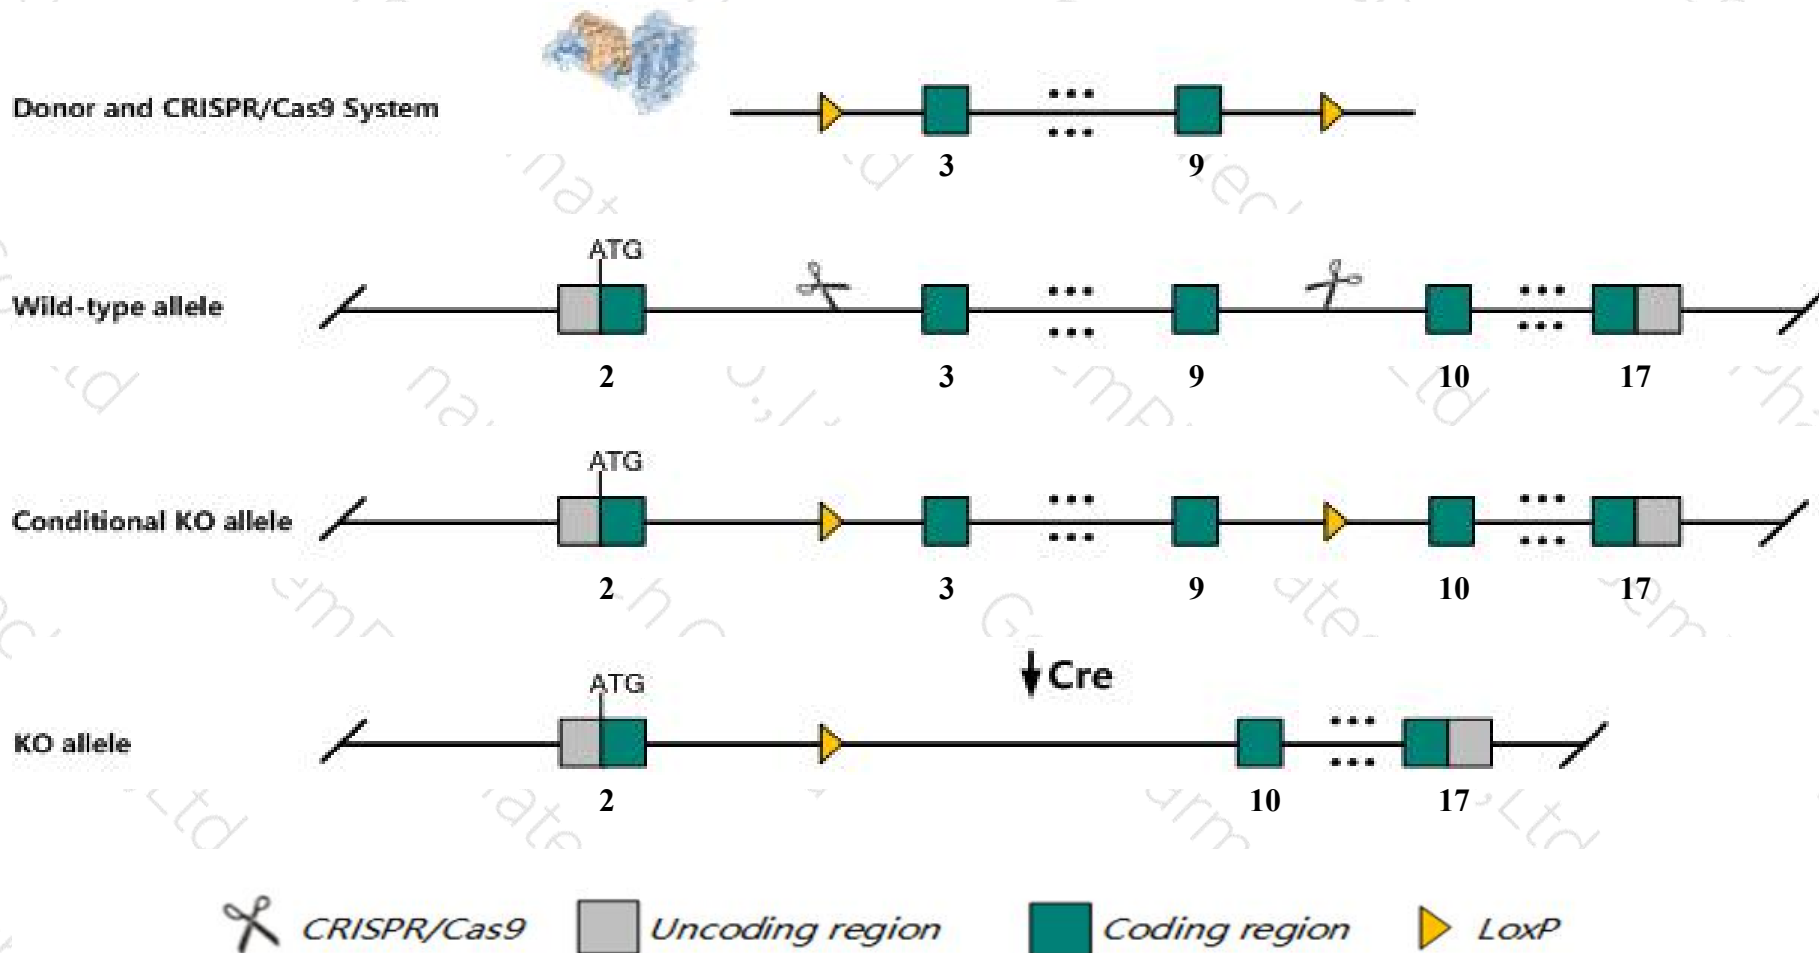 Donor and CRISPR/Cas9 System
3 9
ATG
Wild-type allele
2 3 9 10 17
ATG
Conditional KO allele
2 3 9 10 17
Cre
ATG
KO allele
2 10 17
CRISPR/Cas9 Uncoding region Coding region LoxP